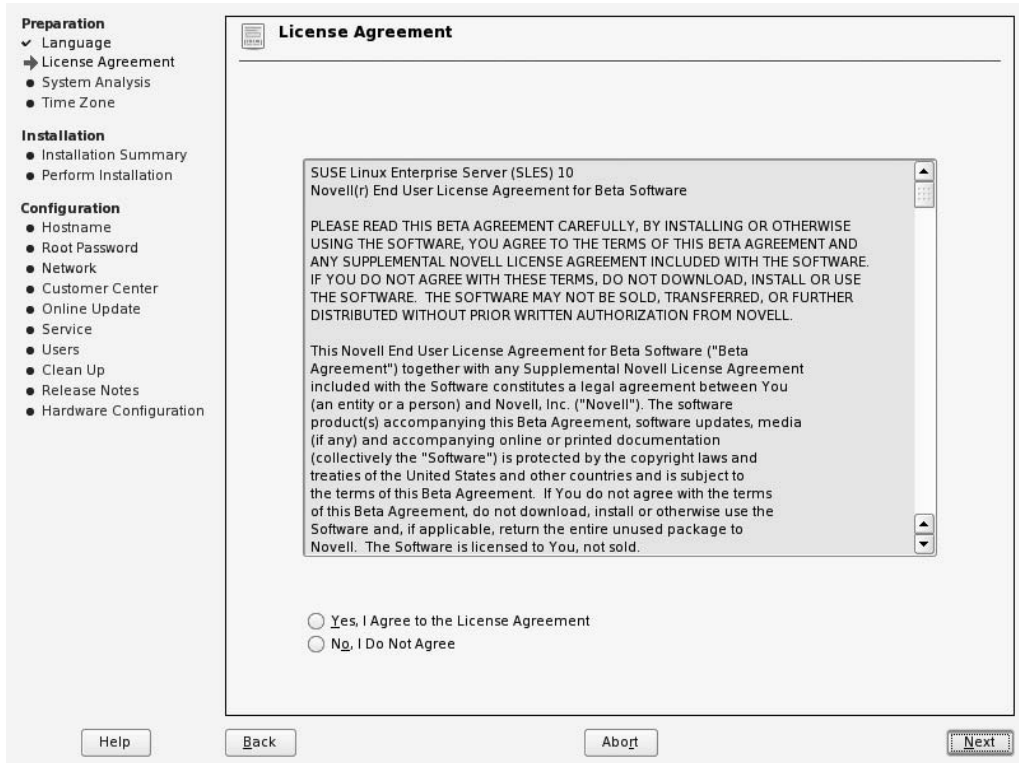 Preparation
Language
License Agreement
System Analysis
Time Zone
Installation
Installation Summary
Perform Installation
Configuration
Hostname
Root Password
Network
Customer Center
Online Update
Service
Users
Clean Up
Release Notes
Hardware Configuration
License Agreement
SUSE Linux Enterprise Server (SLES) 10
Novell(r) End User License Agreement for Beta Software
PLEASE READ THIS BETA AGREEMENT CAREFULLY, BY INSTALLING OR OTHERWISE
USING THE SOFTWARE, YOU AGREE TO THE TERMS OF THIS BETA AGREEMENT AND
ANY SUPPLEMENTAL NOVELL LICENSE AGREEMENT INCLUDED WITH THE SOFTWARE.
IF YOU DO NOT AGREE WITH THESE TERMS, DO NOT DOWNLOAD, INSTALL OR USE
THE SOFTWARE.  THE SOFTWARE MAY NOT BE SOLD, TRANSFERRED, OR FURTHER
DISTRIBUTED WITHOUT PRIOR WRITTEN AUTHORIZATION FROM NOVELL.
This Novell End User License Agreement for Beta Software ("Beta
Agreement") together with any Supplemental Novell License Agreement
included with the Software constitutes a legal agreement between You
(an entity or a person) and Novell, Inc. ("Novell"). The software
product(s) accompanying this Beta Agreement, software updates, media
(if any) and accompanying online or printed documentation
(collectively the "Software") is protected by the copyright laws and
treaties of the United States and other countries and is subject to
the terms of this Beta Agreement.  If You do not agree with the terms
of this Beta Agreement, do not download, install or otherwise use the
Software and, if applicable, return the entire unused package to
Novell.  The Software is licensed to You, not sold.
Yes, I Agree to the License Agreement
No, I Do Not Agree
Help
Back
Abort
Next